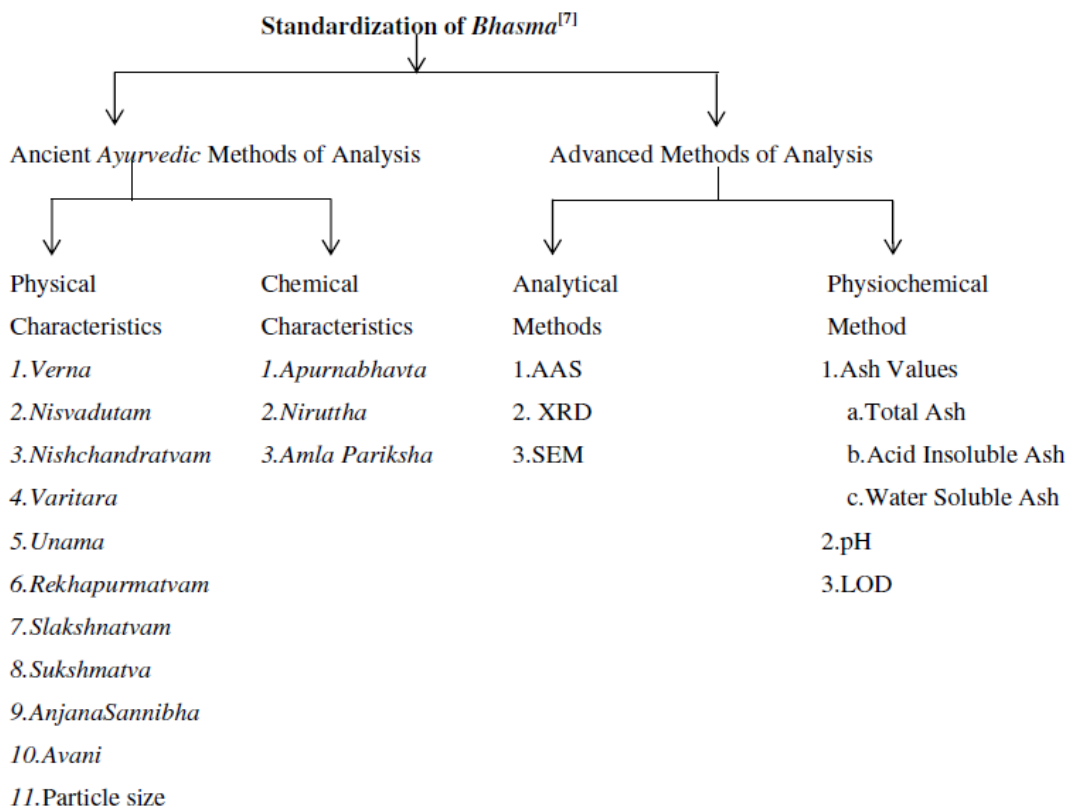 Standardization of Bhasma[7]
Ancient Ayurvedic Methods of Analysis
Advanced Methods of Analysis
Physical
Characteristics
1.Verna
2.Nisvadutam
3.Nishchandratvam
4.Varitara
5.Unama
6.Rekhapurmatvam
7.Slakshnatvam
8.Sukshmatva
9.AnjanaSannibha
10.Avani
11.Particle size
Chemical
Characteristics
1.Apurnabhavta
2.Niruttha
3.Amla Pariksha
Analytical
Methods
1.AAS
2. XRD
3.SEM
Physiochemical
Method
1.Ash Values
a.Total Ash
b.Acid Insoluble Ash
c.Water Soluble Ash
2.pH
3.LOD